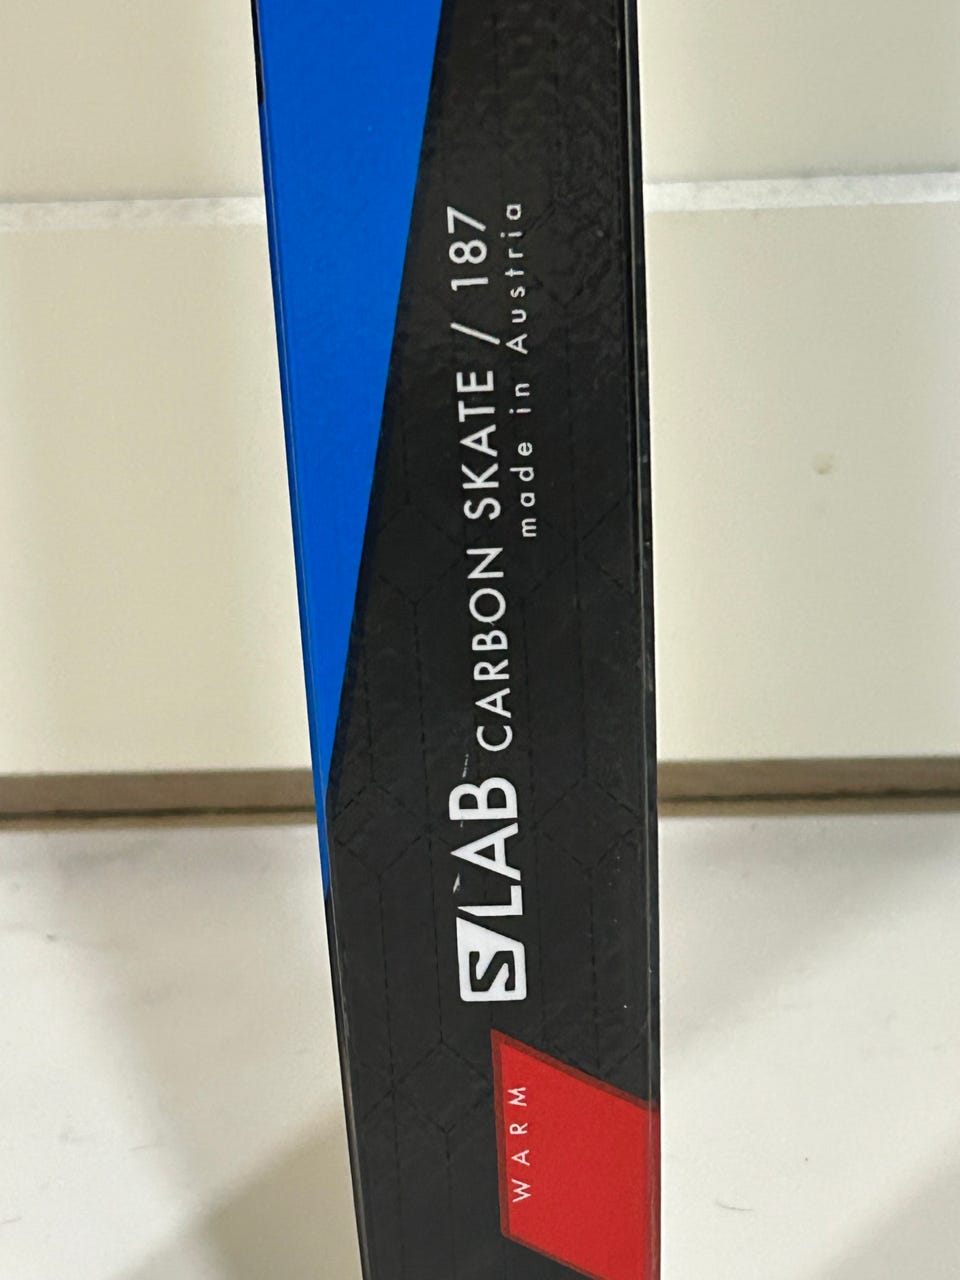 S/LAB CARBON SKATE / 187
made in Austria
WARM